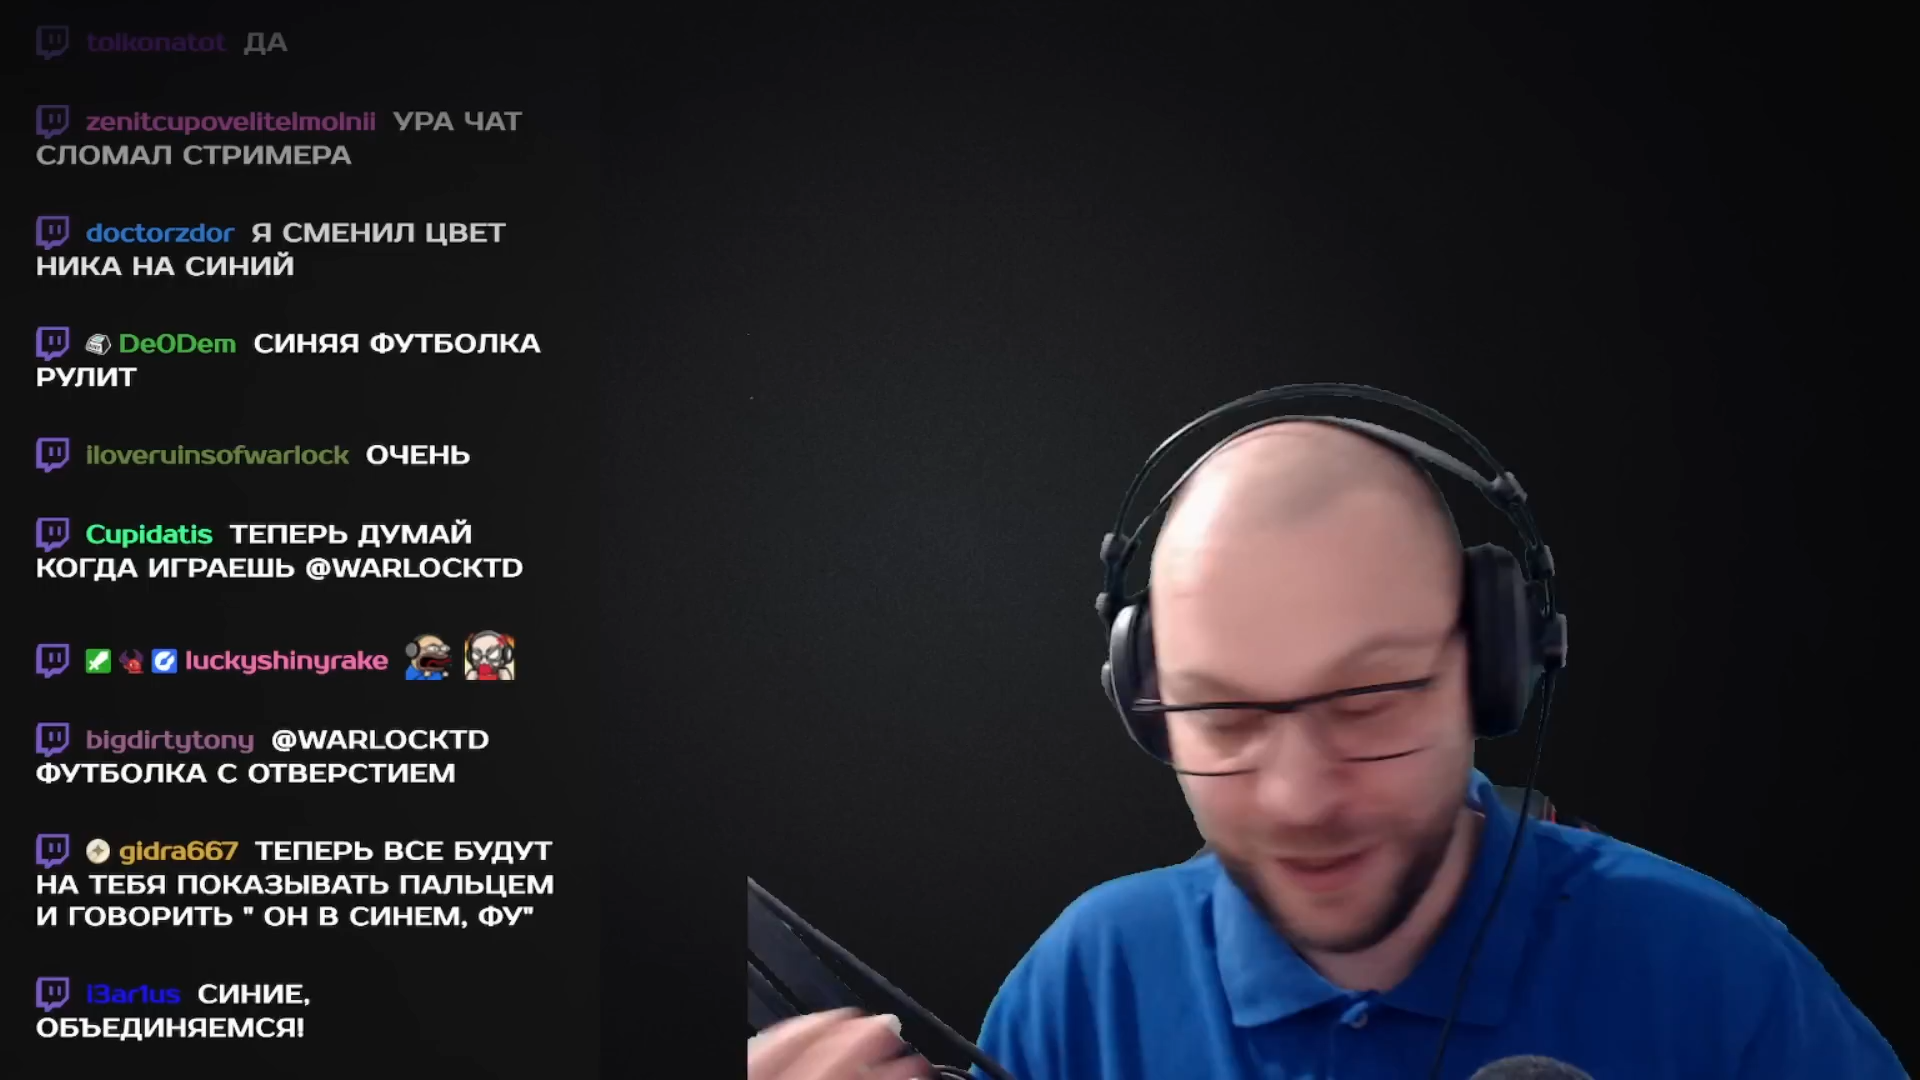 tolkonatot ДА
zenitcupovelitelmolnii УРА ЧАТ
СЛОМАЛ СТРИМЕРА
doctorzdor Я СМЕНИЛ ЦВЕТ
НИКА НА СИНИЙ
De0Dem СИНЯЯ ФУТБОЛКА
РУЛИТ
iloveruinsofwarlock ОЧЕНЬ
Cupidatis ТЕПЕРЬ ДУМАЙ
КОГДА ИГРАЕШЬ @WARLOCKTD
luckyshinyrake
bigdirtytony @WARLOCKTD
ФУТБОЛКА С ОТВЕРСТИЕМ
gidra667 ТЕПЕРЬ ВСЕ БУДУТ
НА ТЕБЯ ПОКАЗЫВАТЬ ПАЛЬЦЕМ
И ГОВОРИТЬ " ОН В СИНЕМ, ФУ"
l3ar1us СИНИЕ,
ОБЪЕДИНЯЕМСЯ!